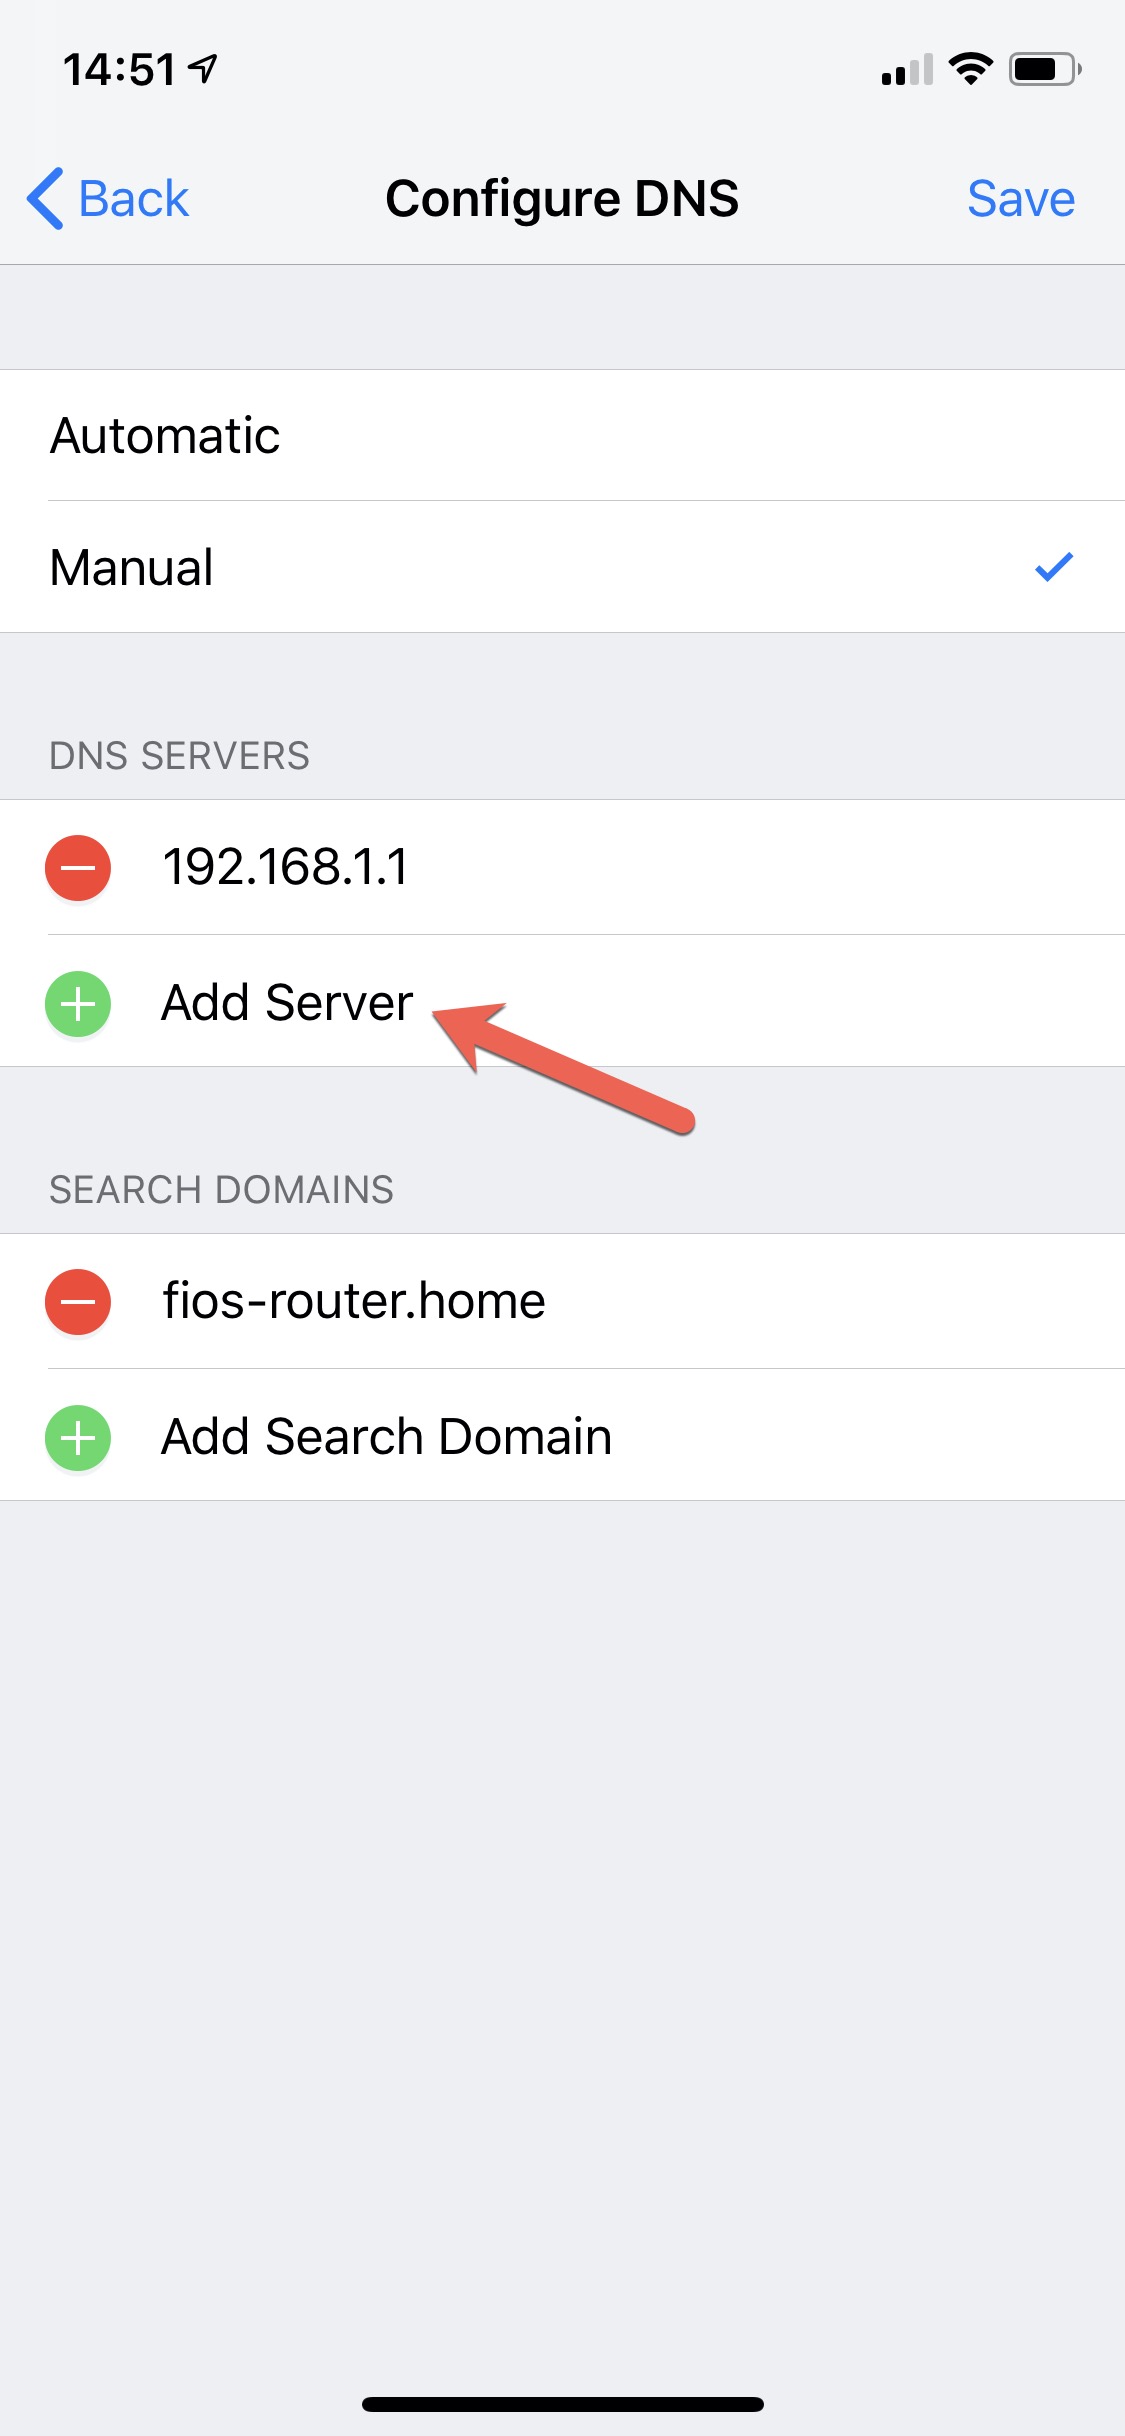 14:51
Back
Configure DNS
Save
Automatic
Manual
DNS SERVERS
192.168.1.1
Add Server
SEARCH DOMAINS
fios-router.home
Add Search Domain